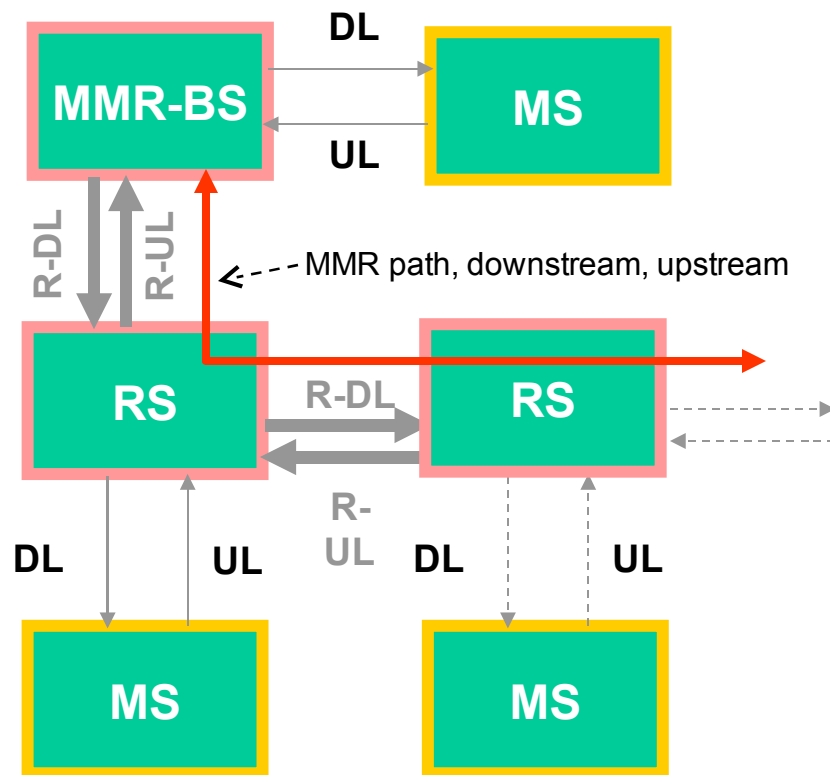 DL
MMR-BS
MS
UL
R-DL
R-UL
MMR path, downstream, upstream
RS
R-DL
RS
R-
UL
DL
UL
DL
UL
MS
MS